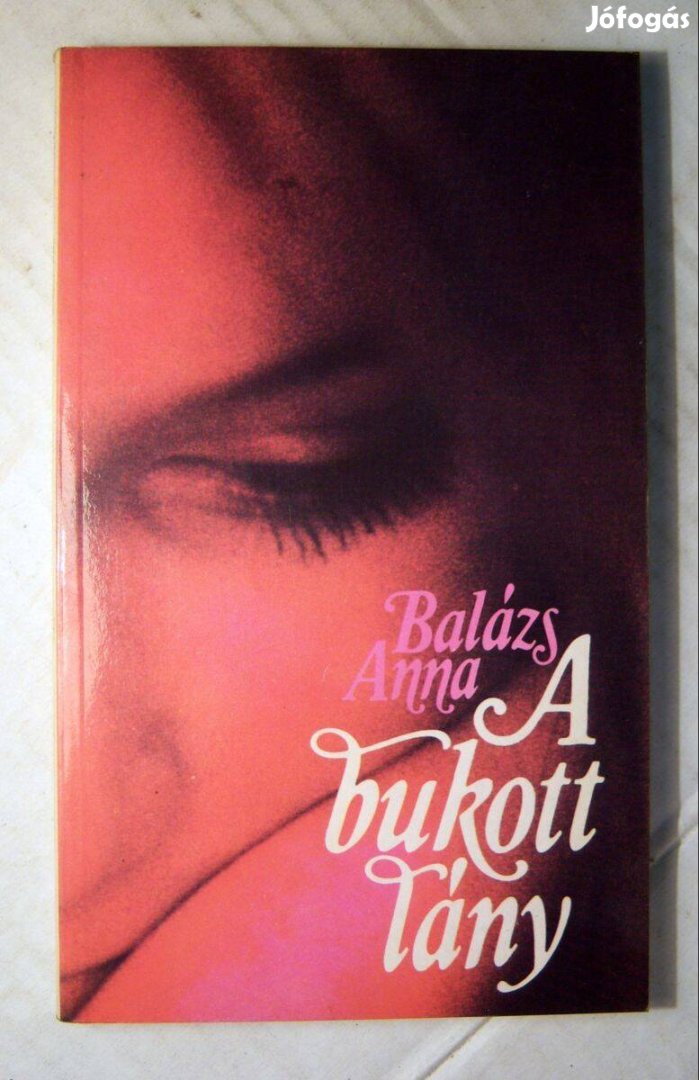 Jófogás
Balázs
Anna
A
bukott
lány